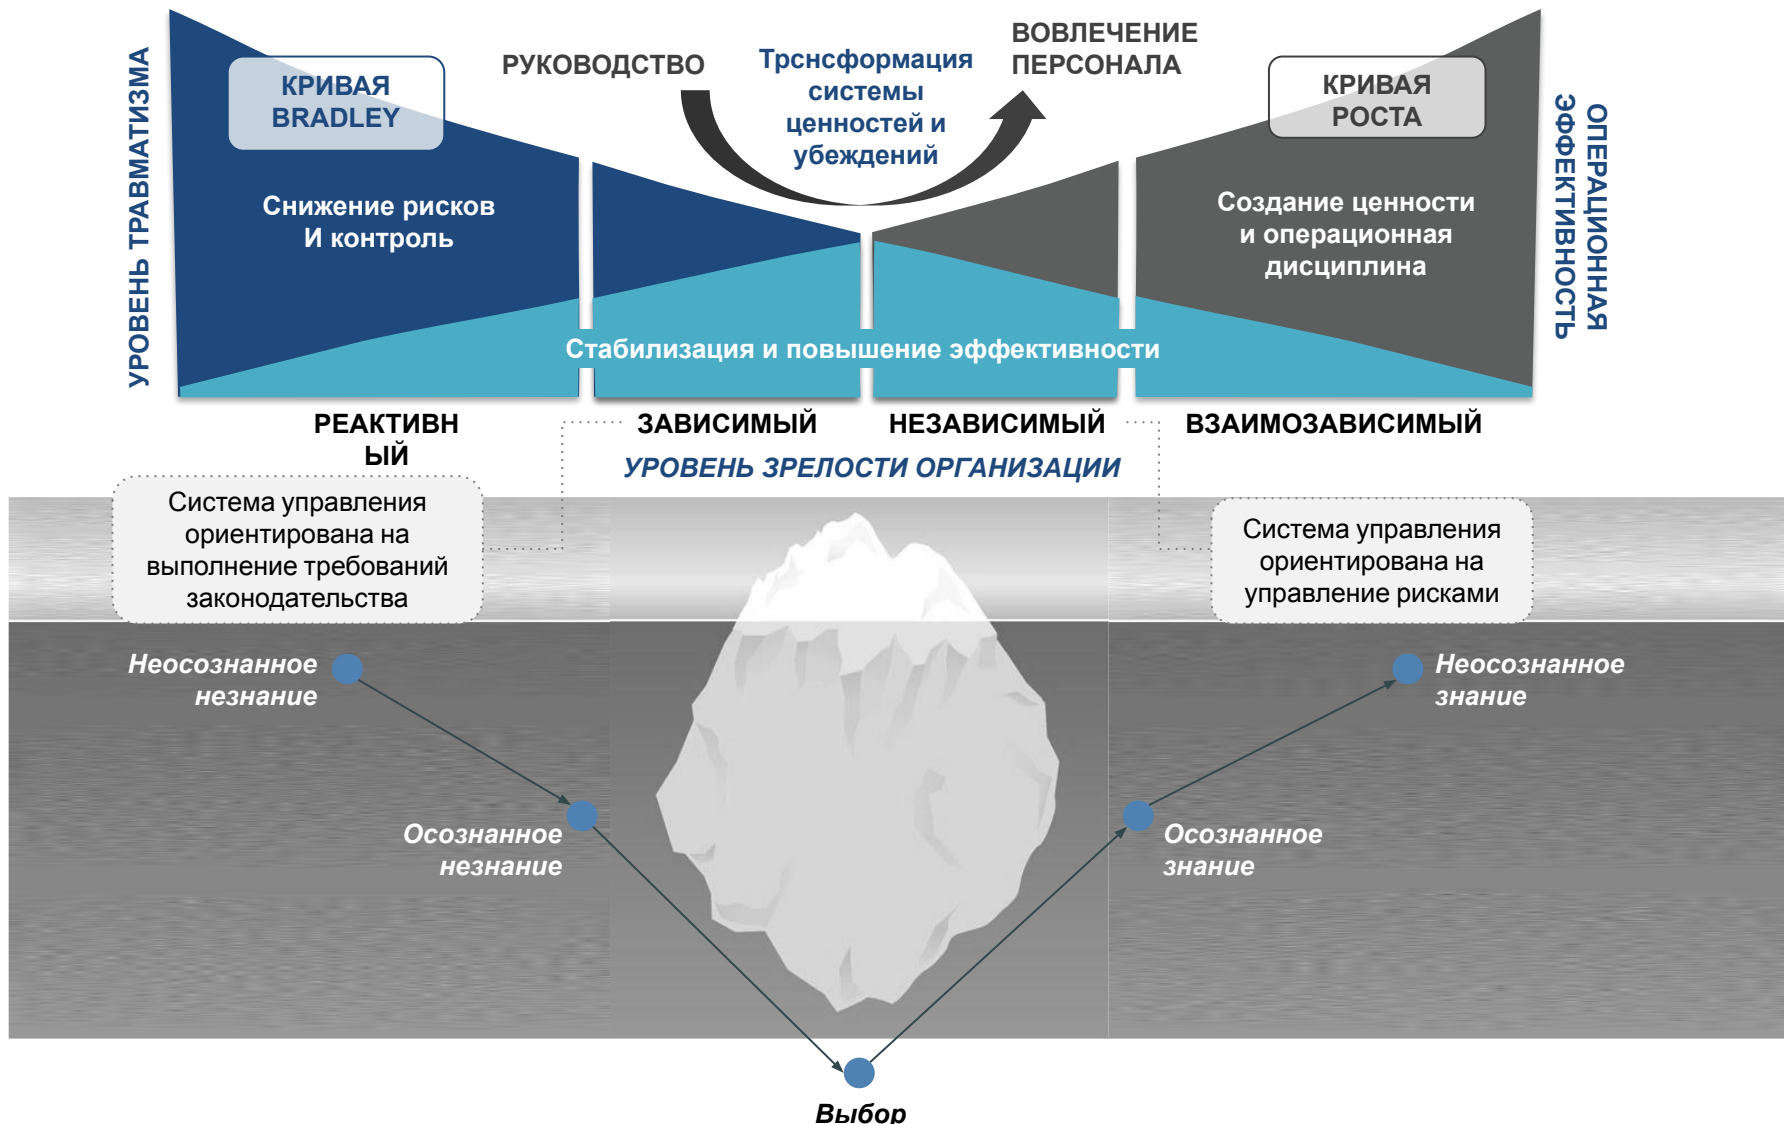 УРОВЕНЬ ТРАВМАТИЗМА
КРИВАЯ
BRADLEY
РУКОВОДСТВО
Трснсформация
системы
ценностей и
убеждений
ВОВЛЕЧЕНИЕ
ПЕРСОНАЛА
КРИВАЯ
РОСТА
ОПЕРАЦИОННАЯ
ЭФФЕКТИВНОСТЬ
Снижение рисков
И контроль
Создание ценности
и операционная
дисциплина
Стабилизация и повышение эффективности
РЕАКТИВН
ЫЙ
ЗАВИСИМЫЙ
НЕЗАВИСИМЫЙ
ВЗАИМОЗАВИСИМЫЙ
УРОВЕНЬ ЗРЕЛОСТИ ОРГАНИЗАЦИИ
Система управления
ориентирована на
выполнение требований
законодательства
Система управления
ориентирована на
управление рисками
Неосознанное
незнание
Неосознанное
знание
Осознанное
незнание
Осознанное
знание
Выбор